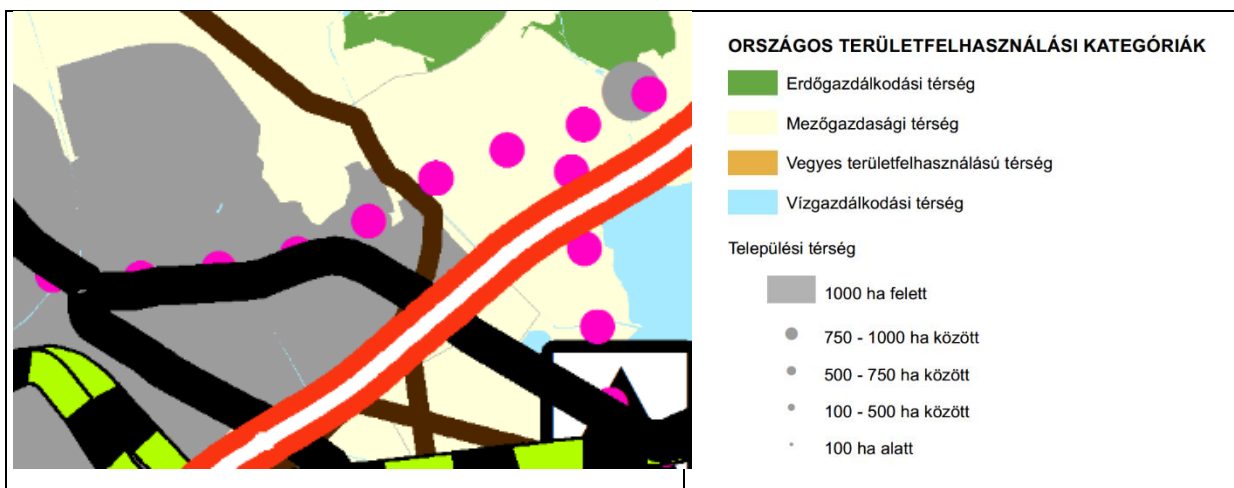 ORSZÁGOS TERÜLETFELHASZNÁLÁSI KATEGÓRIÁK
Erdőgazdálkodási térség
Mezőgazdasági térség
Vegyes területfelhasználású térség
Vízgazdálkodási térség
Települési térség
1000 ha felett
750 - 1000 ha között
500 - 750 ha között
100 - 500 ha között
100 ha alatt